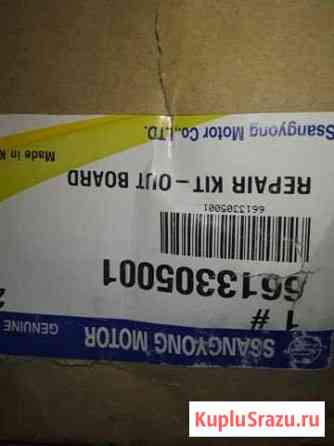 SSANGYONG MOTOR
GENUINE
1 #
6613305001
6613305001
REPAIR KIT-OUT BOARD
Made in K
Ssangyong Motor Co.,LTD.
KupluSrazu.ru